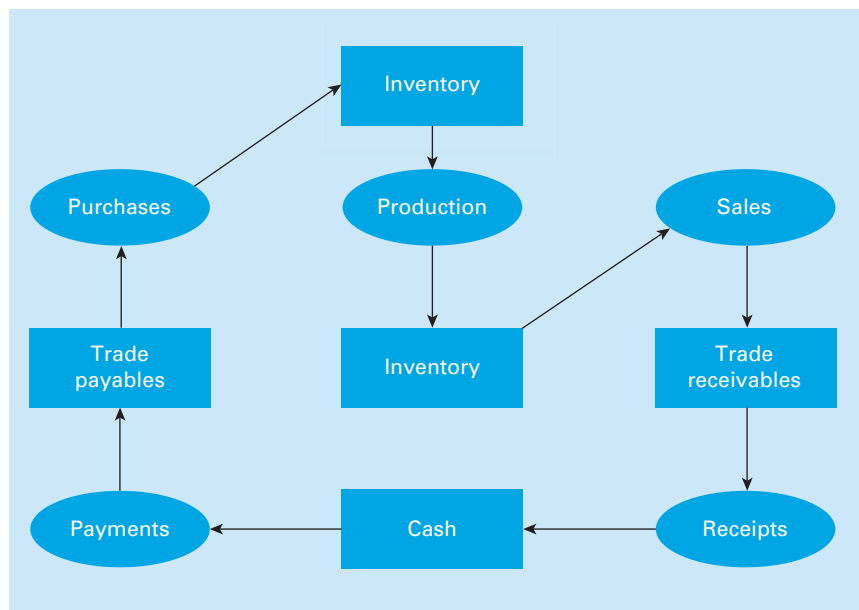 Inventory
Purchases
Production
Sales
Trade
payables
Inventory
Trade
receivables
Payments
Cash
Receipts